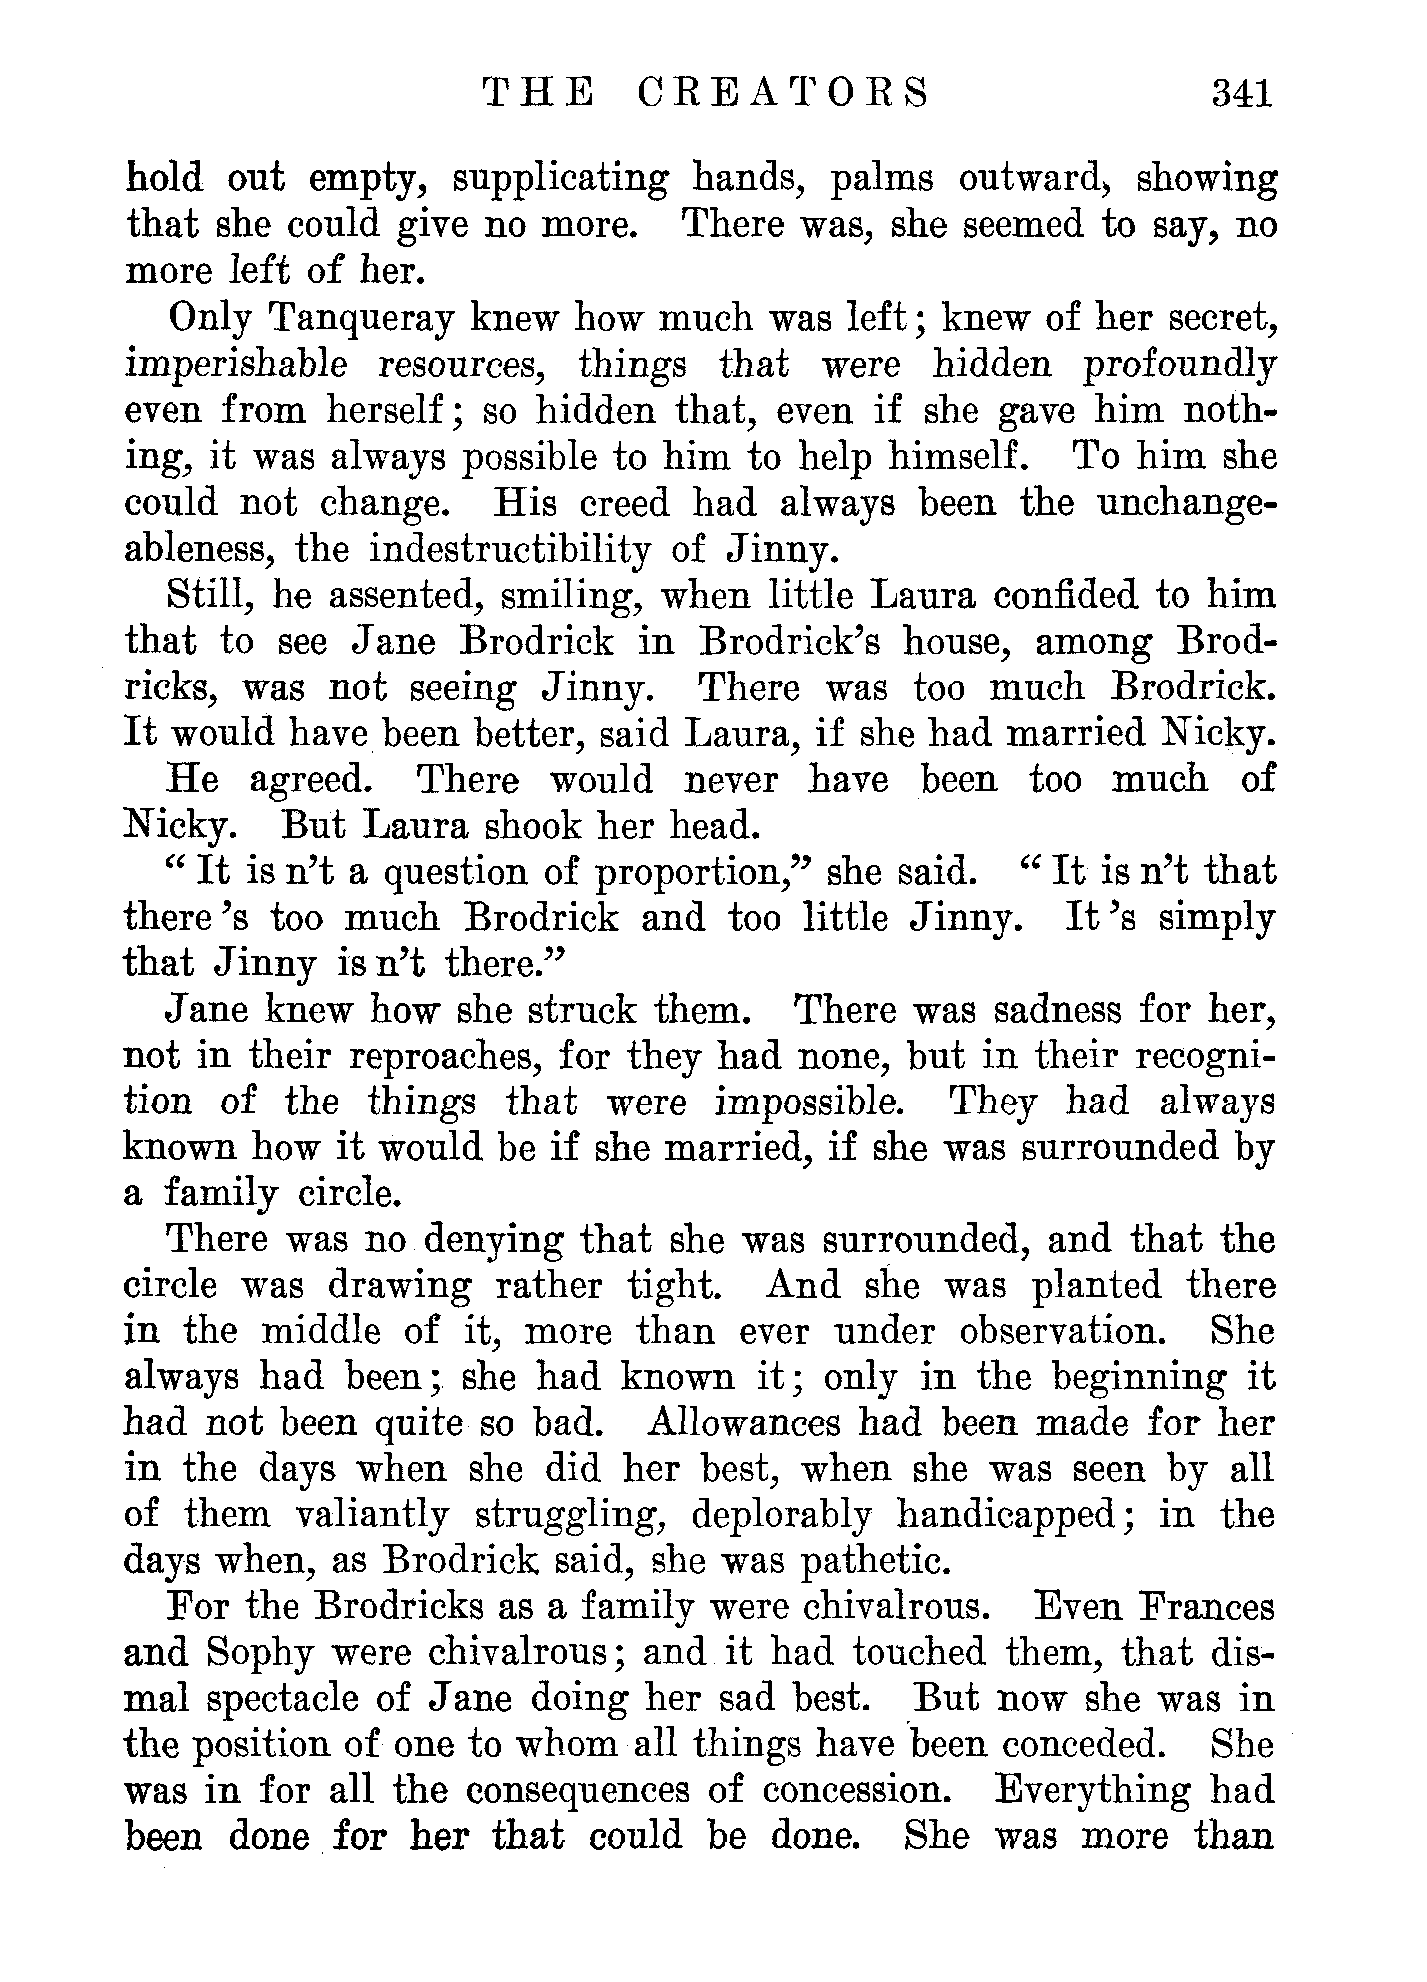 THE CREATORS 341
hold out empty, supplicating hands, palms outward, showing
that she could give no more. There was, she seemed to say, no
more left of her.
Only Tanqueray knew how much was left; knew of her secret,
imperishable resources, things that were hidden profoundly
even from herself; so hidden that, even if she gave him noth-
ing, it was always possible to him to help himself. To him she
could not change. His creed had always been the unchange-
ableness, the indestructibility of Jinny.
Still, he assented, smiling, when little Laura confided to him
that to see Jane Brodrick in Brodrick's house, among Brod-
ricks, was not seeing Jinny. There was too much Brodrick.
It would have been better, said Laura, if she had married Nicky.
He agreed. There would never have been too much of
Nicky. But Laura shook her head.
“It is n't a question of proportion,” she said. “It is n't that
there 's too much Brodrick and too little Jinny. It 's simply
that Jinny is n't there.”
Jane knew how she struck them. There was sadness for her,
not in their reproaches, for they had none, but in their recogni-
tion of the things that were impossible. They had always
known how it would be if she married, if she was surrounded by
a family circle.
There was no denying that she was surrounded, and that the
circle was drawing rather tight. And she was planted there
in the middle of it, more than ever under observation. She
always had been; she had known it; only in the beginning it
had not been quite so bad. Allowances had been made for her
in the days when she did her best, when she was seen by all
of them valiantly struggling, deplorably handicapped; in the
days when, as Brodrick said, she was pathetic.
For the Brodricks as a family were chivalrous. Even Frances
and Sophy were chivalrous; and it had touched them, that dis-
mal spectacle of Jane doing her sad best. But now she was in
the position of one to whom all things have been conceded. She
was in for all the consequences of concession. Everything had
been done for her that could be done. She was more than